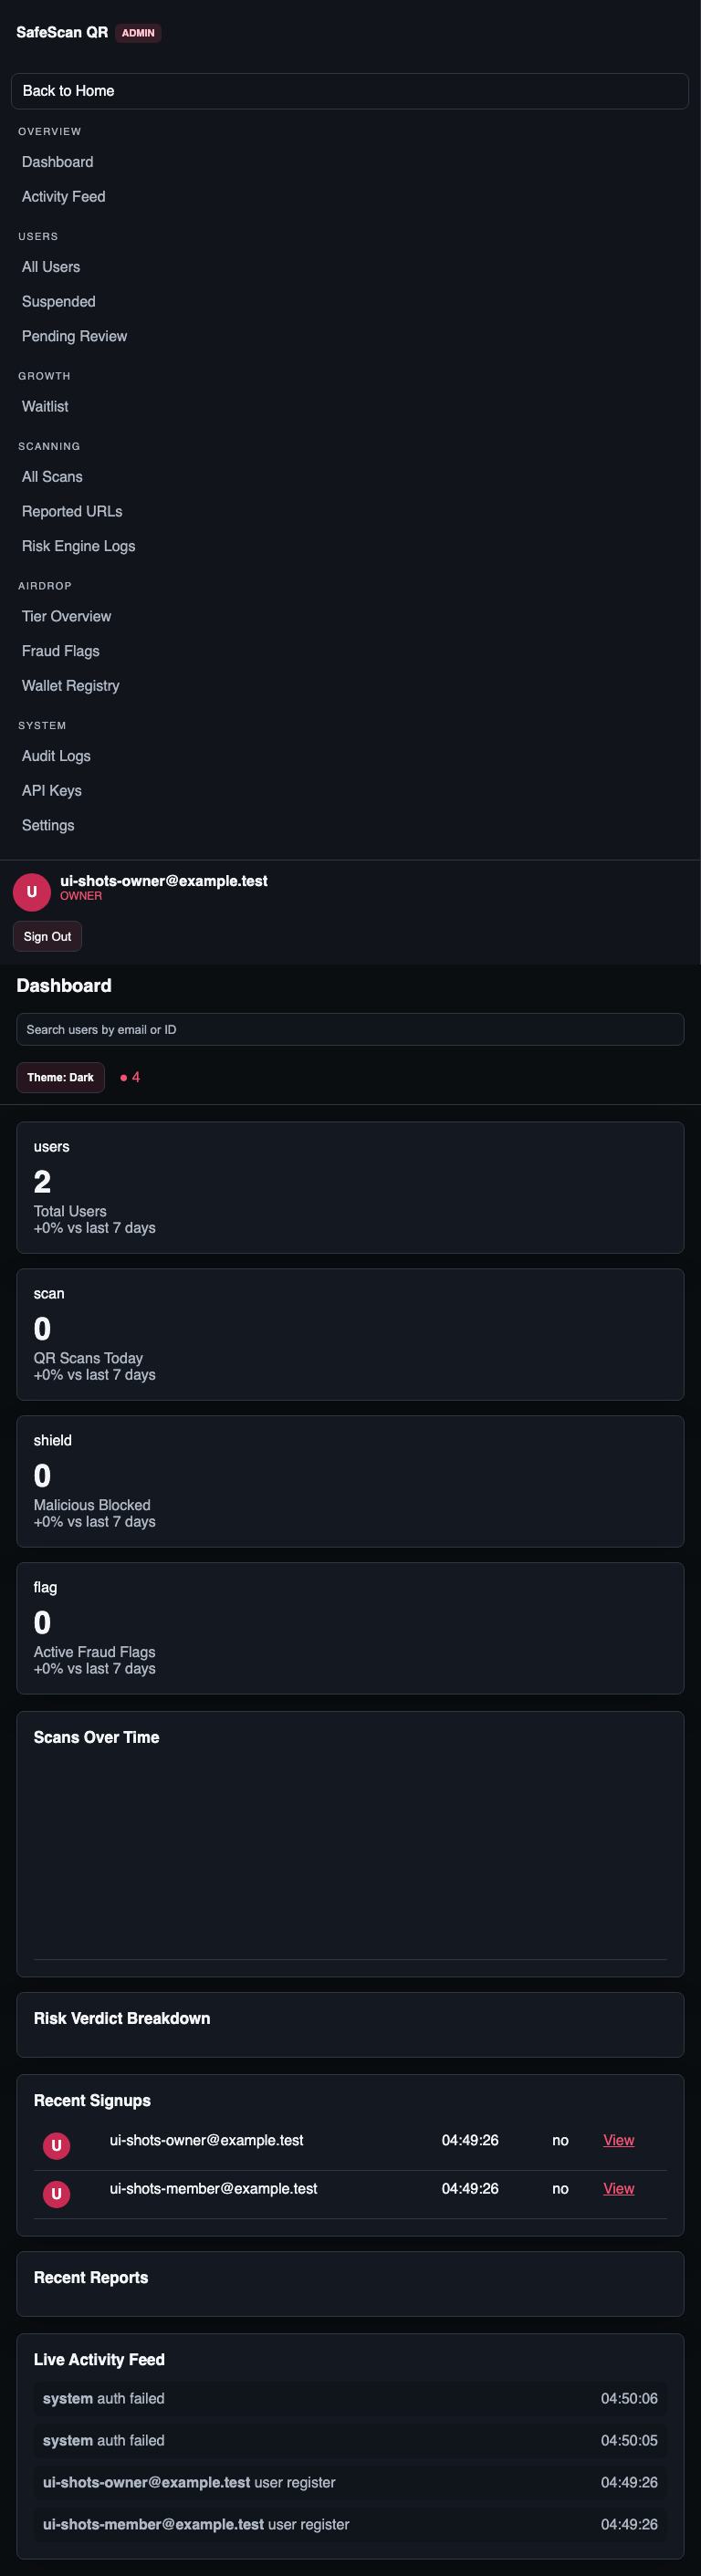 SafeScan QR ADMIN
Back to Home
OVERVIEW
Dashboard
Activity Feed
USERS
All Users
Suspended
Pending Review
GROWTH
Waitlist
SCANNING
All Scans
Reported URLs
Risk Engine Logs
AIRDROP
Tier Overview
Fraud Flags
Wallet Registry
SYSTEM
Audit Logs
API Keys
Settings
U ui-shots-owner@example.test
OWNER
Sign Out
Dashboard
Search users by email or ID
Theme: Dark ● 4
users
2
Total Users
+0% vs last 7 days
scan
0
QR Scans Today
+0% vs last 7 days
shield
0
Malicious Blocked
+0% vs last 7 days
flag
0
Active Fraud Flags
+0% vs last 7 days
Scans Over Time
Risk Verdict Breakdown
Recent Signups
U ui-shots-owner@example.test 04:49:26 no View
U ui-shots-member@example.test 04:49:26 no View
Recent Reports
Live Activity Feed
system auth failed 04:50:06
system auth failed 04:50:05
ui-shots-owner@example.test user register 04:49:26
ui-shots-member@example.test user register 04:49:26